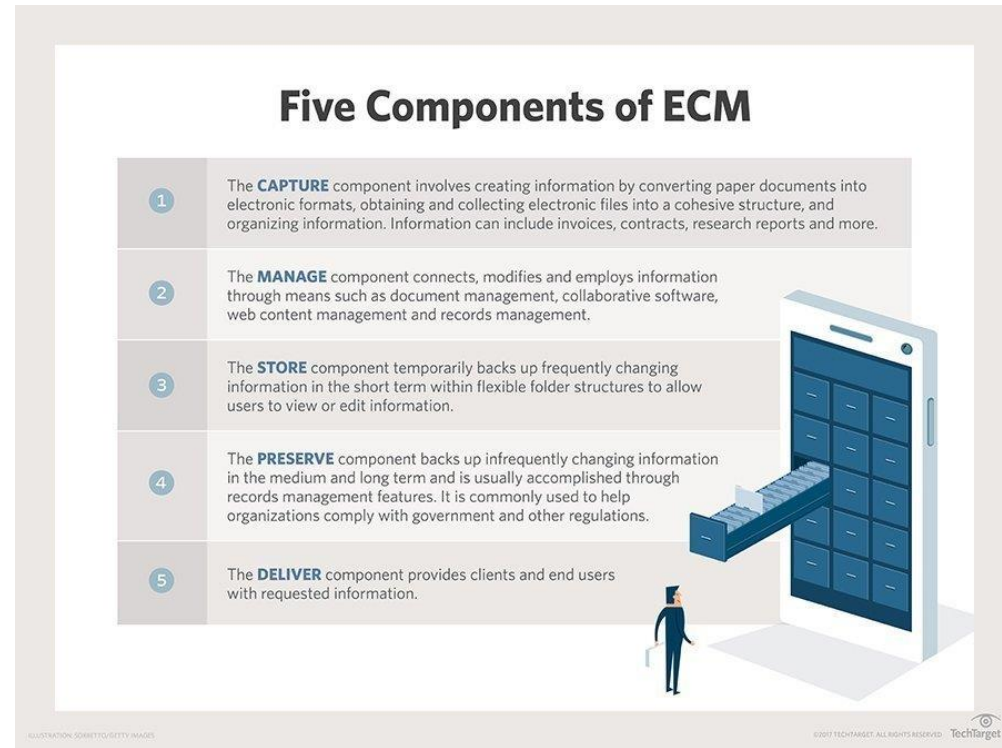 Five Components of ECM
1
The CAPTURE component involves creating information by converting paper documents into
electronic formats, obtaining and collecting electronic files into a cohesive structure, and
organizing information. Information can include invoices, contracts, research reports and more.
2
The MANAGE component connects, modifies and employs information
through means such as document management, collaborative software,
web content management and records management.
3
The STORE component temporarily backs up frequently changing
information in the short term within flexible folder structures to allow
users to view or edit information.
4
The PRESERVE component backs up infrequently changing information
in the medium and long term and is usually accomplished through
records management features. It is commonly used to help
organizations comply with government and other regulations.
5
The DELIVER component provides clients and end users
with requested information.
ILLUSTRATION: SORBETTO/GETTY IMAGES
©2017 TECHTARGET. ALL RIGHTS RESERVED
TechTarget